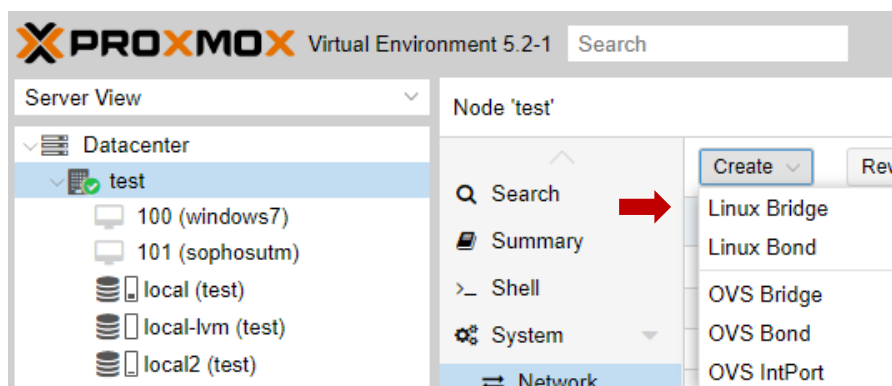 PROXMOX Virtual Environment 5.2-1 Search
Server View
Datacenter
test
100 (windows7)
101 (sophosutm)
local (test)
local-lvm (test)
local2 (test)
Node 'test'
Search
Summary
Shell
System
Network
Create
Linux Bridge
Linux Bond
OVS Bridge
OVS Bond
OVS IntPort